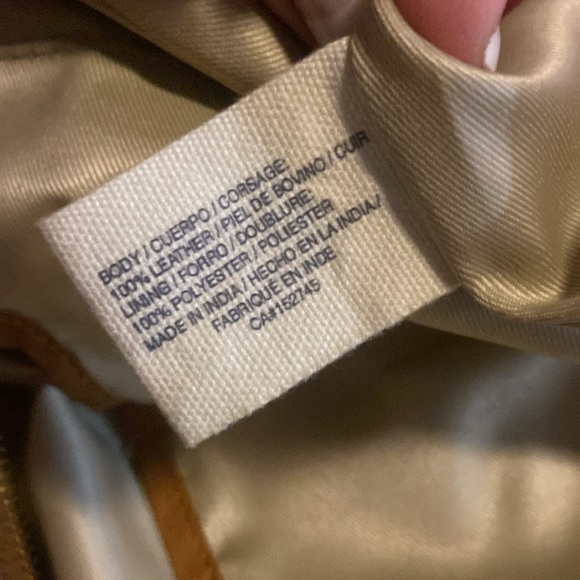 BODY / CUERPO / CORSAGE:
100% LEATHER / PIEL DE BOVINO / CUIR
LINING / FORRO / DOUBLURE:
100% POLYESTER / POLIESTER
MADE IN INDIA / HECHO EN LA INDIA /
FABRIQUÉ EN INDE
CA#152745